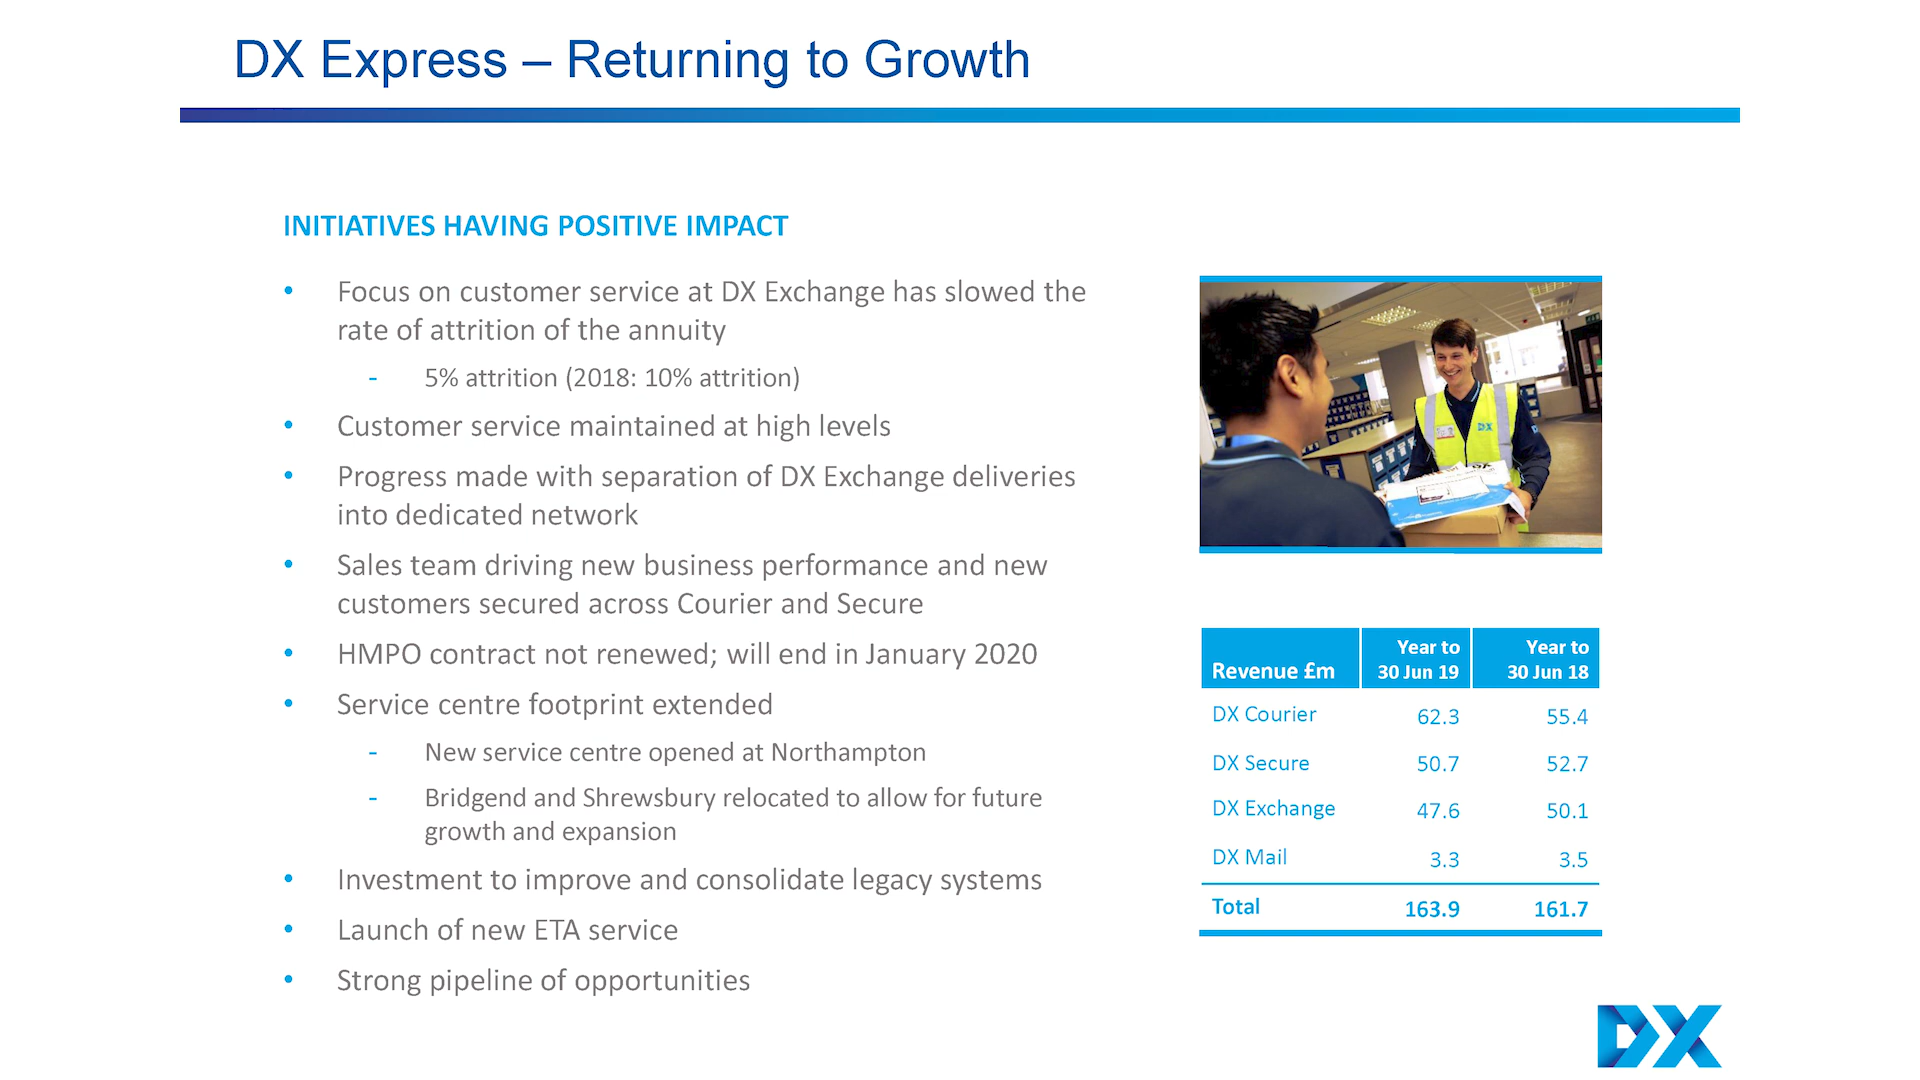 DX Express – Returning to Growth
INITIATIVES HAVING POSITIVE IMPACT
• Focus on customer service at DX Exchange has slowed the
rate of attrition of the annuity
- 5% attrition (2018: 10% attrition)
• Customer service maintained at high levels
• Progress made with separation of DX Exchange deliveries
into dedicated network
• Sales team driving new business performance and new
customers secured across Courier and Secure
• HMPO contract not renewed; will end in January 2020
• Service centre footprint extended
- New service centre opened at Northampton
- Bridgend and Shrewsbury relocated to allow for future
growth and expansion
• Investment to improve and consolidate legacy systems
• Launch of new ETA service
• Strong pipeline of opportunities
DX
Revenue £m Year to 30 Jun 19 Year to 30 Jun 18
DX Courier 62.3 55.4
DX Secure 50.7 52.7
DX Exchange 47.6 50.1
DX Mail 3.3 3.5
Total 163.9 161.7
DX